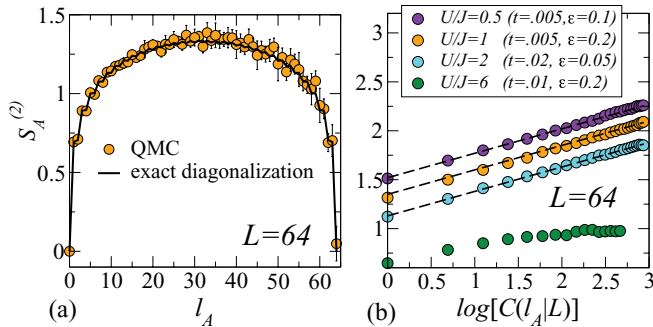 1.5
1
0.5
0
S_A^(2)
QMC
exact diagonalization
L=64
0 10 20 30 40 50 60
(a)
l_A
U/J=0.5 (t=.005, ε=0.1)
U/J=1 (t=.005, ε=0.2)
U/J=2 (t=.02, ε=0.05)
U/J=6 (t=.01, ε=0.2)
3
2.5
2
1.5
1
L=64
0 0.5 1 1.5 2 2.5 3
(b)
log[C(l_A|L)]